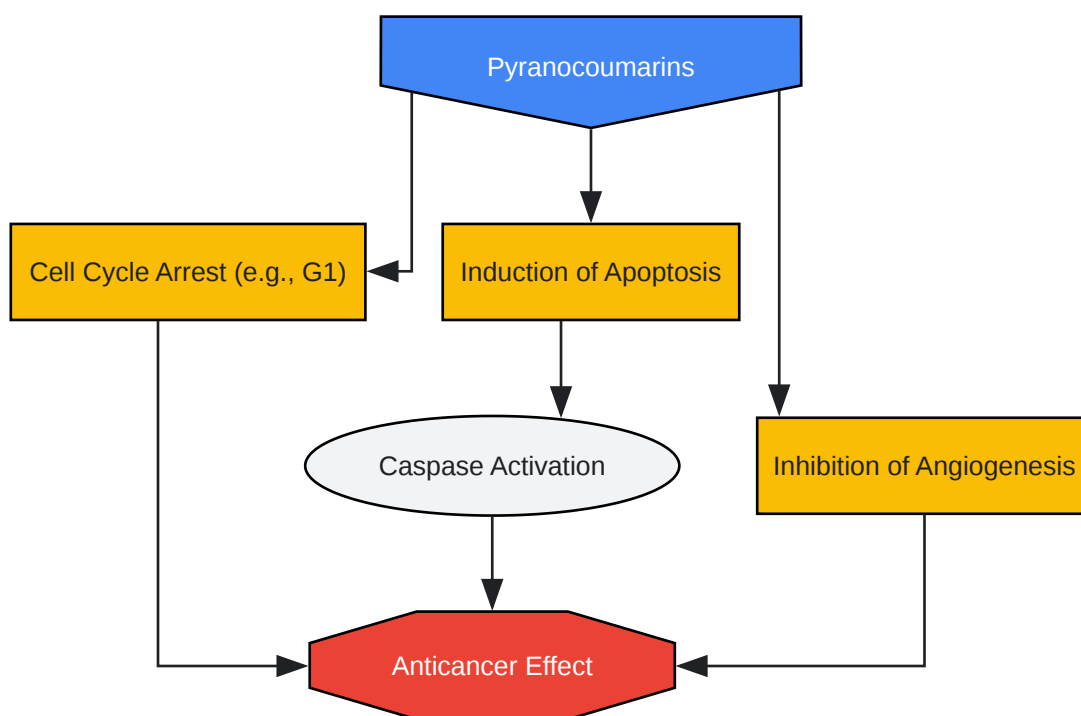 Pyranocoumarins
Cell Cycle Arrest (e.g., G1)
Induction of Apoptosis
Caspase Activation
Inhibition of Angiogenesis
Anticancer Effect